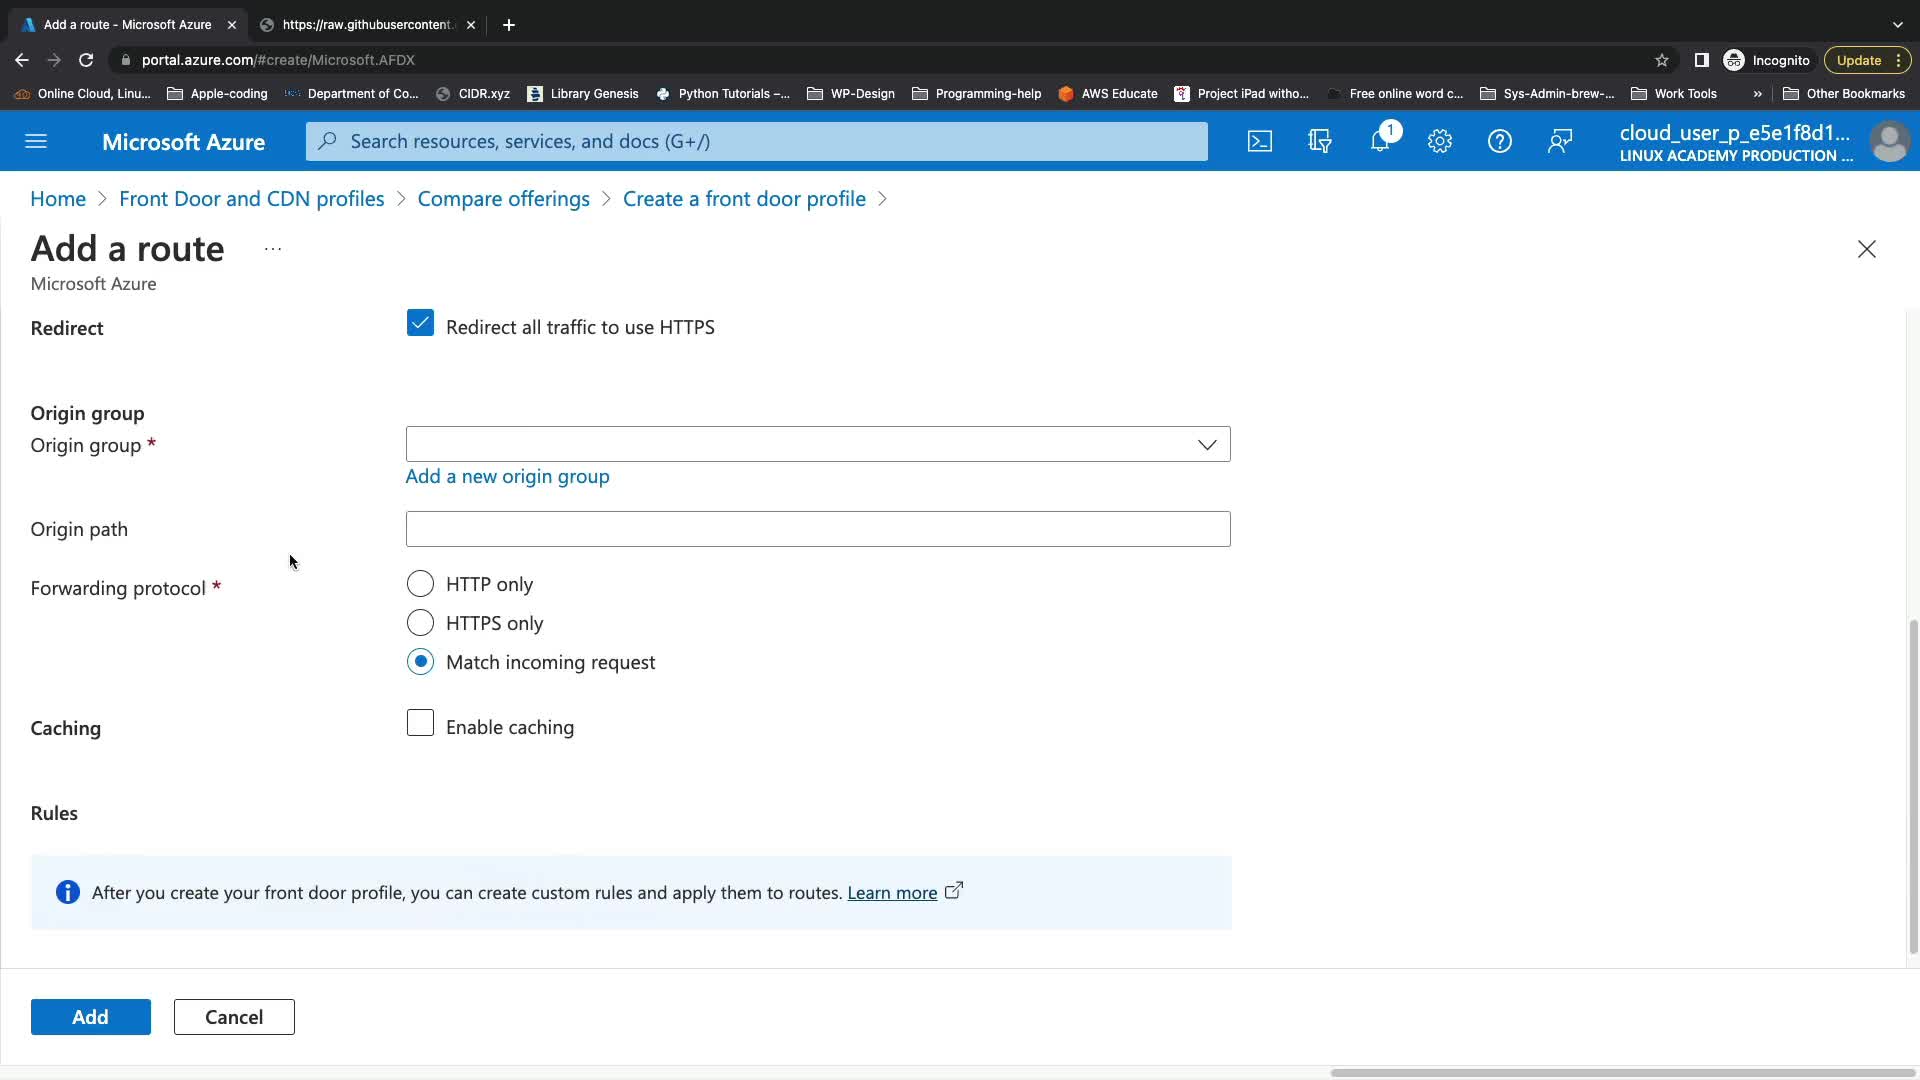 Add a route - Microsoft Azure
https://raw.githubusercontent.
portal.azure.com/#create/Microsoft.AFDX
Incognito
Update
Online Cloud, Linu...
Apple-coding
Department of Co...
CIDR.xyz
Library Genesis
Python Tutorials –...
WP-Design
Programming-help
AWS Educate
Project iPad witho...
Free online word c...
Sys-Admin-brew-...
Work Tools
»
Other Bookmarks
Microsoft Azure
Search resources, services, and docs (G+/)
1
cloud_user_p_e5e1f8d1...
LINUX ACADEMY PRODUCTION ...
Home > Front Door and CDN profiles > Compare offerings > Create a front door profile >
Add a route ...
Microsoft Azure
Redirect
Redirect all traffic to use HTTPS
Origin group
Origin group *
Add a new origin group
Origin path
Forwarding protocol *
HTTP only
HTTPS only
Match incoming request
Caching
Enable caching
Rules
After you create your front door profile, you can create custom rules and apply them to routes. Learn more
Add
Cancel